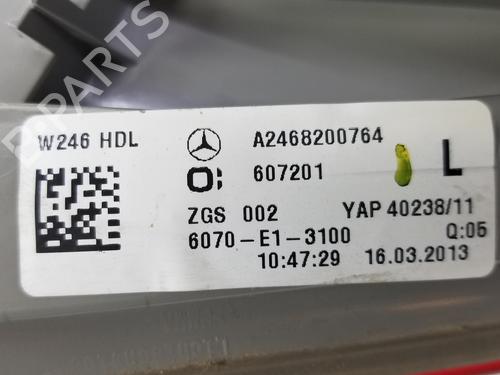 W246 HDL
A2468200764
607201
L
ZGS 002
YAP 40238/11
6070-E1-3100
Q:05
10:47:29
16.03.2013